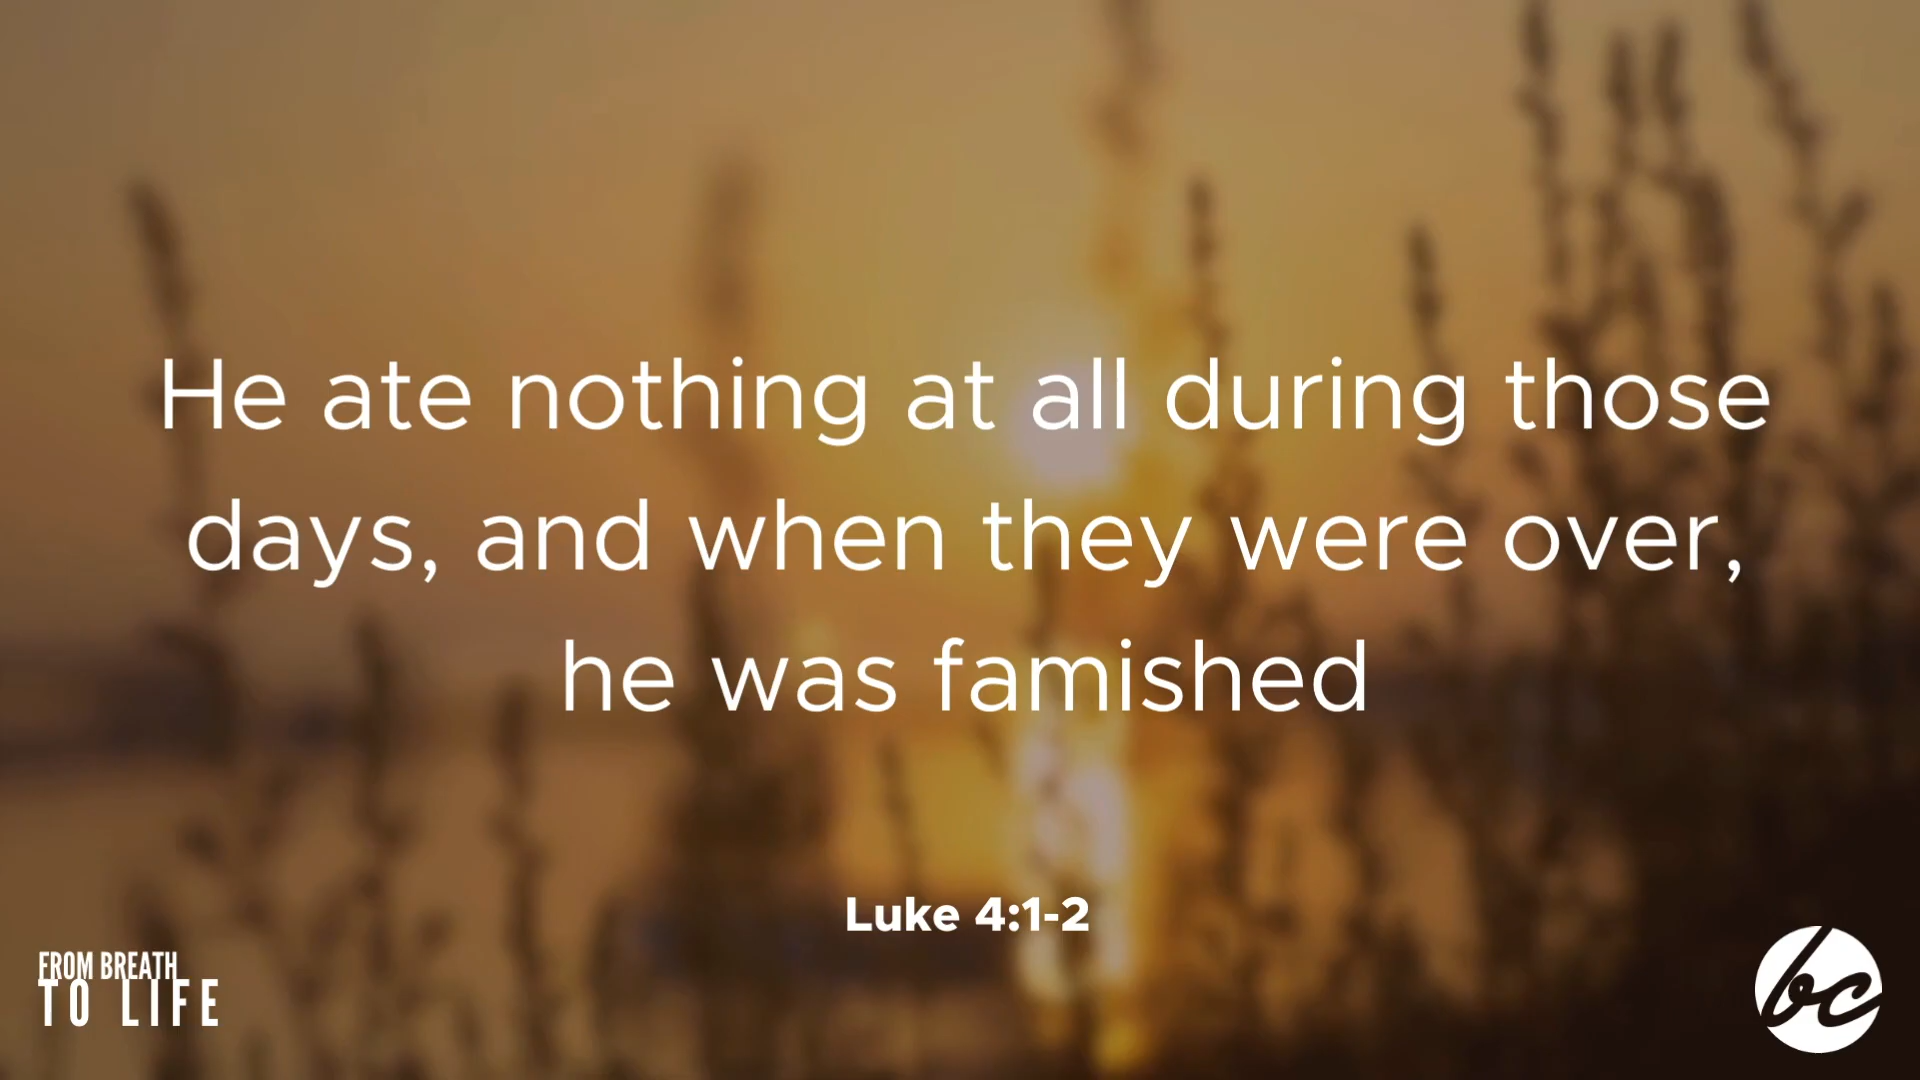 He ate nothing at all during those
days, and when they were over,
he was famished
Luke 4:1-2
FROM BREATH
TO LIFE
bc